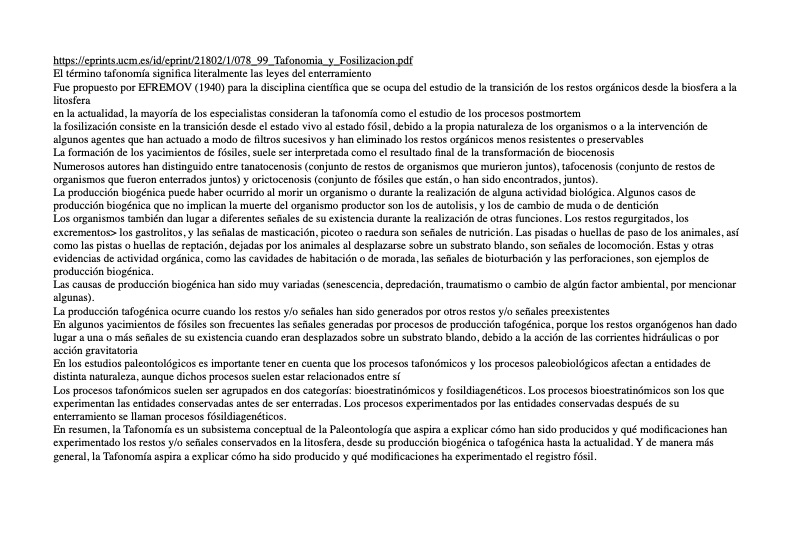 https://eprints.ucm.es/id/eprint/21802/1/078_99_Tafonomia_y_Fosilizacion.pdf
El término tafonomía significa literalmente las leyes del enterramiento
Fue propuesto por EFREMOV (1940) para la disciplina científica que se ocupa del estudio de la transición de los restos orgánicos desde la biosfera a la
litosfera
en la actualidad, la mayoría de los especialistas consideran la tafonomía como el estudio de los procesos postmortem
la fosilización consiste en la transición desde el estado vivo al estado fósil, debido a la propia naturaleza de los organismos o a la intervención de
algunos agentes que han actuado a modo de filtros sucesivos y han eliminado los restos orgánicos menos resistentes o preservables
La formación de los yacimientos de fósiles, suele ser interpretada como el resultado final de la transformación de biocenosis
Numerosos autores han distinguido entre tanatocenosis (conjunto de restos de organismos que murieron juntos), tafocenosis (conjunto de restos de
organismos que fueron enterrados juntos) y orictocenosis (conjunto de fósiles que están, o han sido encontrados, juntos).
La producción biogénica puede haber ocurrido al morir un organismo o durante la realización de alguna actividad biológica. Algunos casos de
producción biogénica que no implican la muerte del organismo productor son los de autolisis, y los de cambio de muda o de dentición
Los organismos también dan lugar a diferentes señales de su existencia durante la realización de otras funciones. Los restos regurgitados, los
excrementos> los gastrolitos, y las señalas de masticación, picoteo o raedura son señales de nutrición. Las pisadas o huellas de paso de los animales, así
como las pistas o huellas de reptación, dejadas por los animales al desplazarse sobre un substrato blando, son señales de locomoción. Estas y otras
evidencias de actividad orgánica, como las cavidades de habitación o de morada, las señales de bioturbación y las perforaciones, son ejemplos de
producción biogénica.
Las causas de producción biogénica han sido muy variadas (senescencia, depredación, traumatismo o cambio de algún factor ambiental, por mencionar
algunas).
La producción tafogénica ocurre cuando los restos y/o señales han sido generados por otros restos y/o señales preexistentes
En algunos yacimientos de fósiles son frecuentes las señales generadas por procesos de producción tafogénica, porque los restos organógenos han dado
lugar a una o más señales de su existencia cuando eran desplazados sobre un substrato blando, debido a la acción de las corrientes hidráulicas o por
acción gravitatoria
En los estudios paleontológicos es importante tener en cuenta que los procesos tafonómicos y los procesos paleobiológicos afectan a entidades de
distinta naturaleza, aunque dichos procesos suelen estar relacionados entre sí
Los procesos tafonómicos suelen ser agrupados en dos categorías: bioestratinómicos y fosildiagenéticos. Los procesos bioestratinómicos son los que
experimentan las entidades conservadas antes de ser enterradas. Los procesos experimentados por las entidades conservadas después de su
enterramiento se llaman procesos fósildiagenéticos.
En resumen, la Tafonomía es un subsistema conceptual de la Paleontología que aspira a explicar cómo han sido producidos y qué modificaciones han
experimentado los restos y/o señales conservados en la litosfera, desde su producción biogénica o tafogénica hasta la actualidad. Y de manera más
general, la Tafonomía aspira a explicar cómo ha sido producido y qué modificaciones ha experimentado el registro fósil.